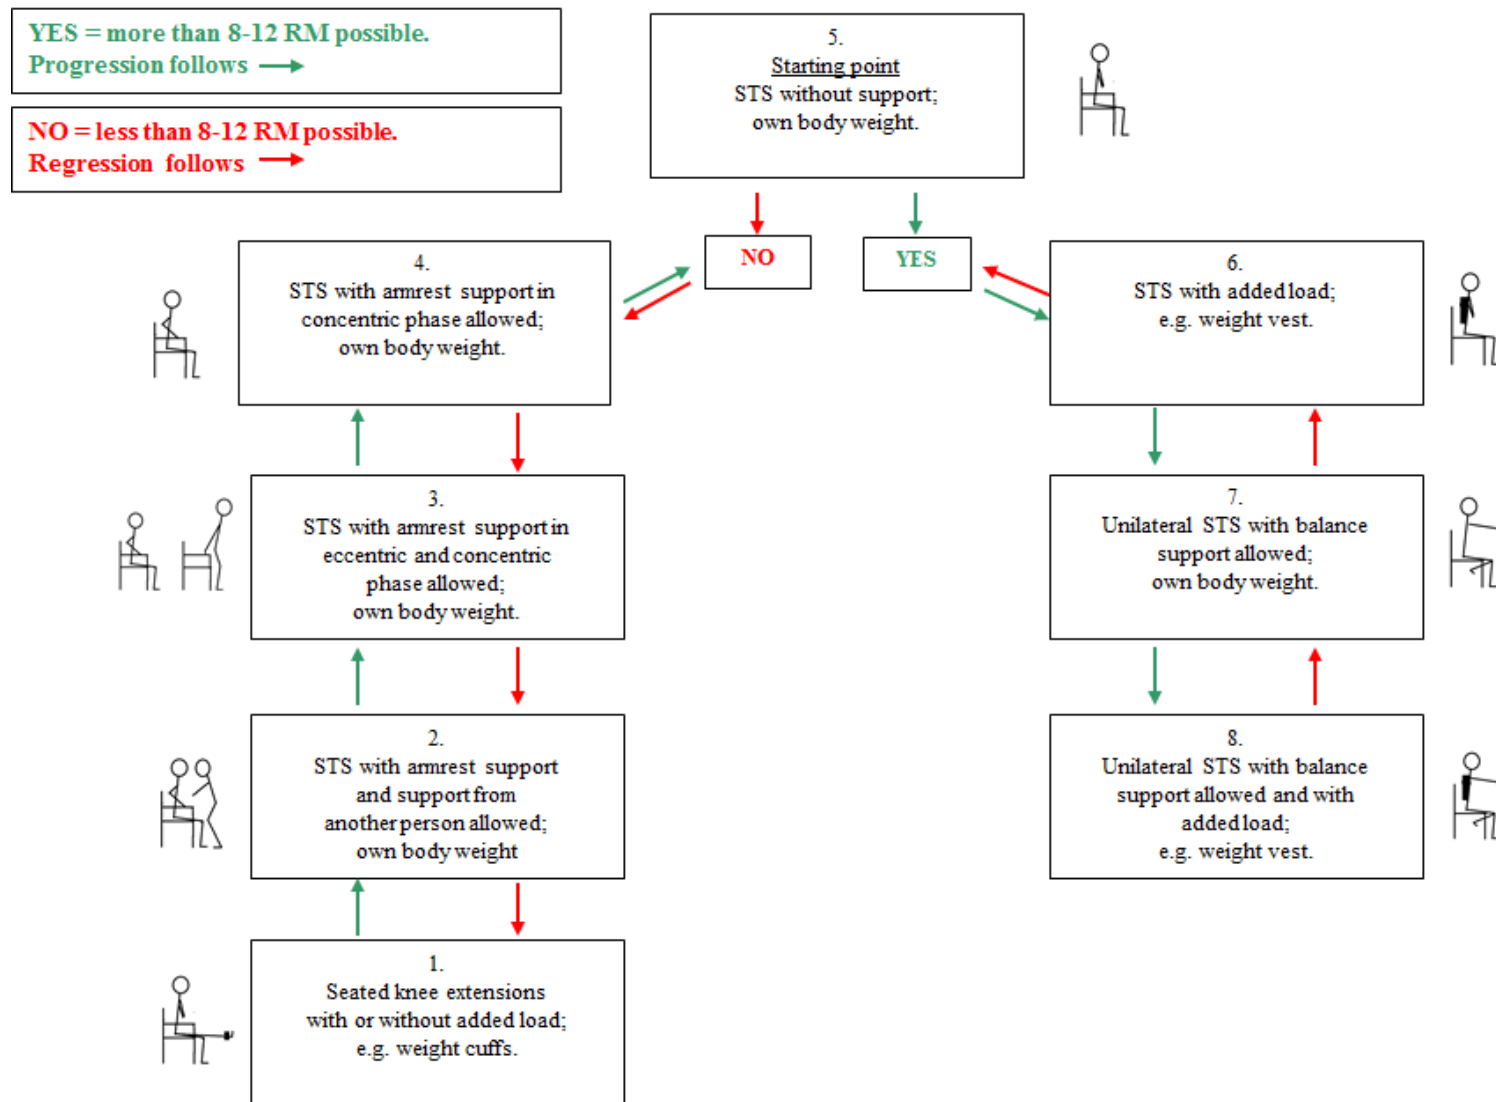 YES = more than 8-12 RM possible.
Progression follows
NO = less than 8-12 RM possible.
Regression follows
5.
Starting point
STS without support;
own body weight.
NO
YES
4.
STS with armrest support in
concentric phase allowed;
own body weight.
6.
STS with added load;
e.g. weight vest.
3.
STS with armrest support in
eccentric and concentric
phase allowed;
own body weight.
7.
Unilateral STS with balance
support allowed;
own body weight.
2.
STS with armrest support
and support from
another person allowed;
own body weight
8.
Unilateral STS with balance
support allowed and with
added load;
e.g. weight vest.
1.
Seated knee extensions
with or without added load;
e.g. weight cuffs.